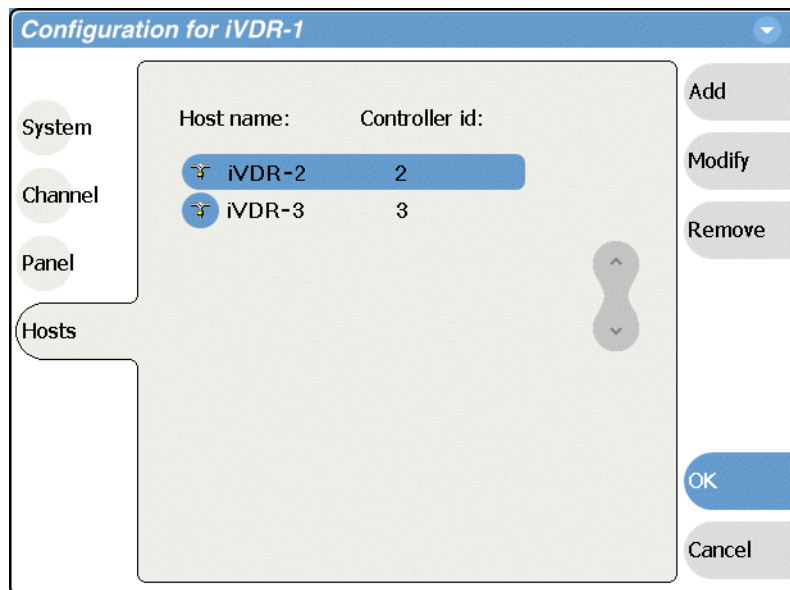 Configuration for iVDR-1
System
Channel
Panel
Hosts
Host name: Controller id:
iVDR-2 2
iVDR-3 3
Add
Modify
Remove
OK
Cancel